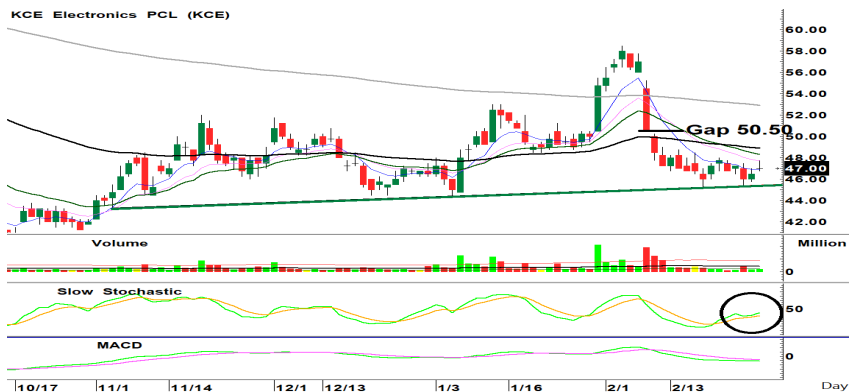 KCE Electronics PCL (KCE)
60.00
58.00
56.00
54.00
52.00
Gap 50.50
50.00
48.00
47.00
46.00
44.00
42.00
Volume
Million
0
Slow Stochastic
50
MACD
0
10/17 11/1 11/14 12/1 12/13 1/3 1/16 2/1 2/13 Day